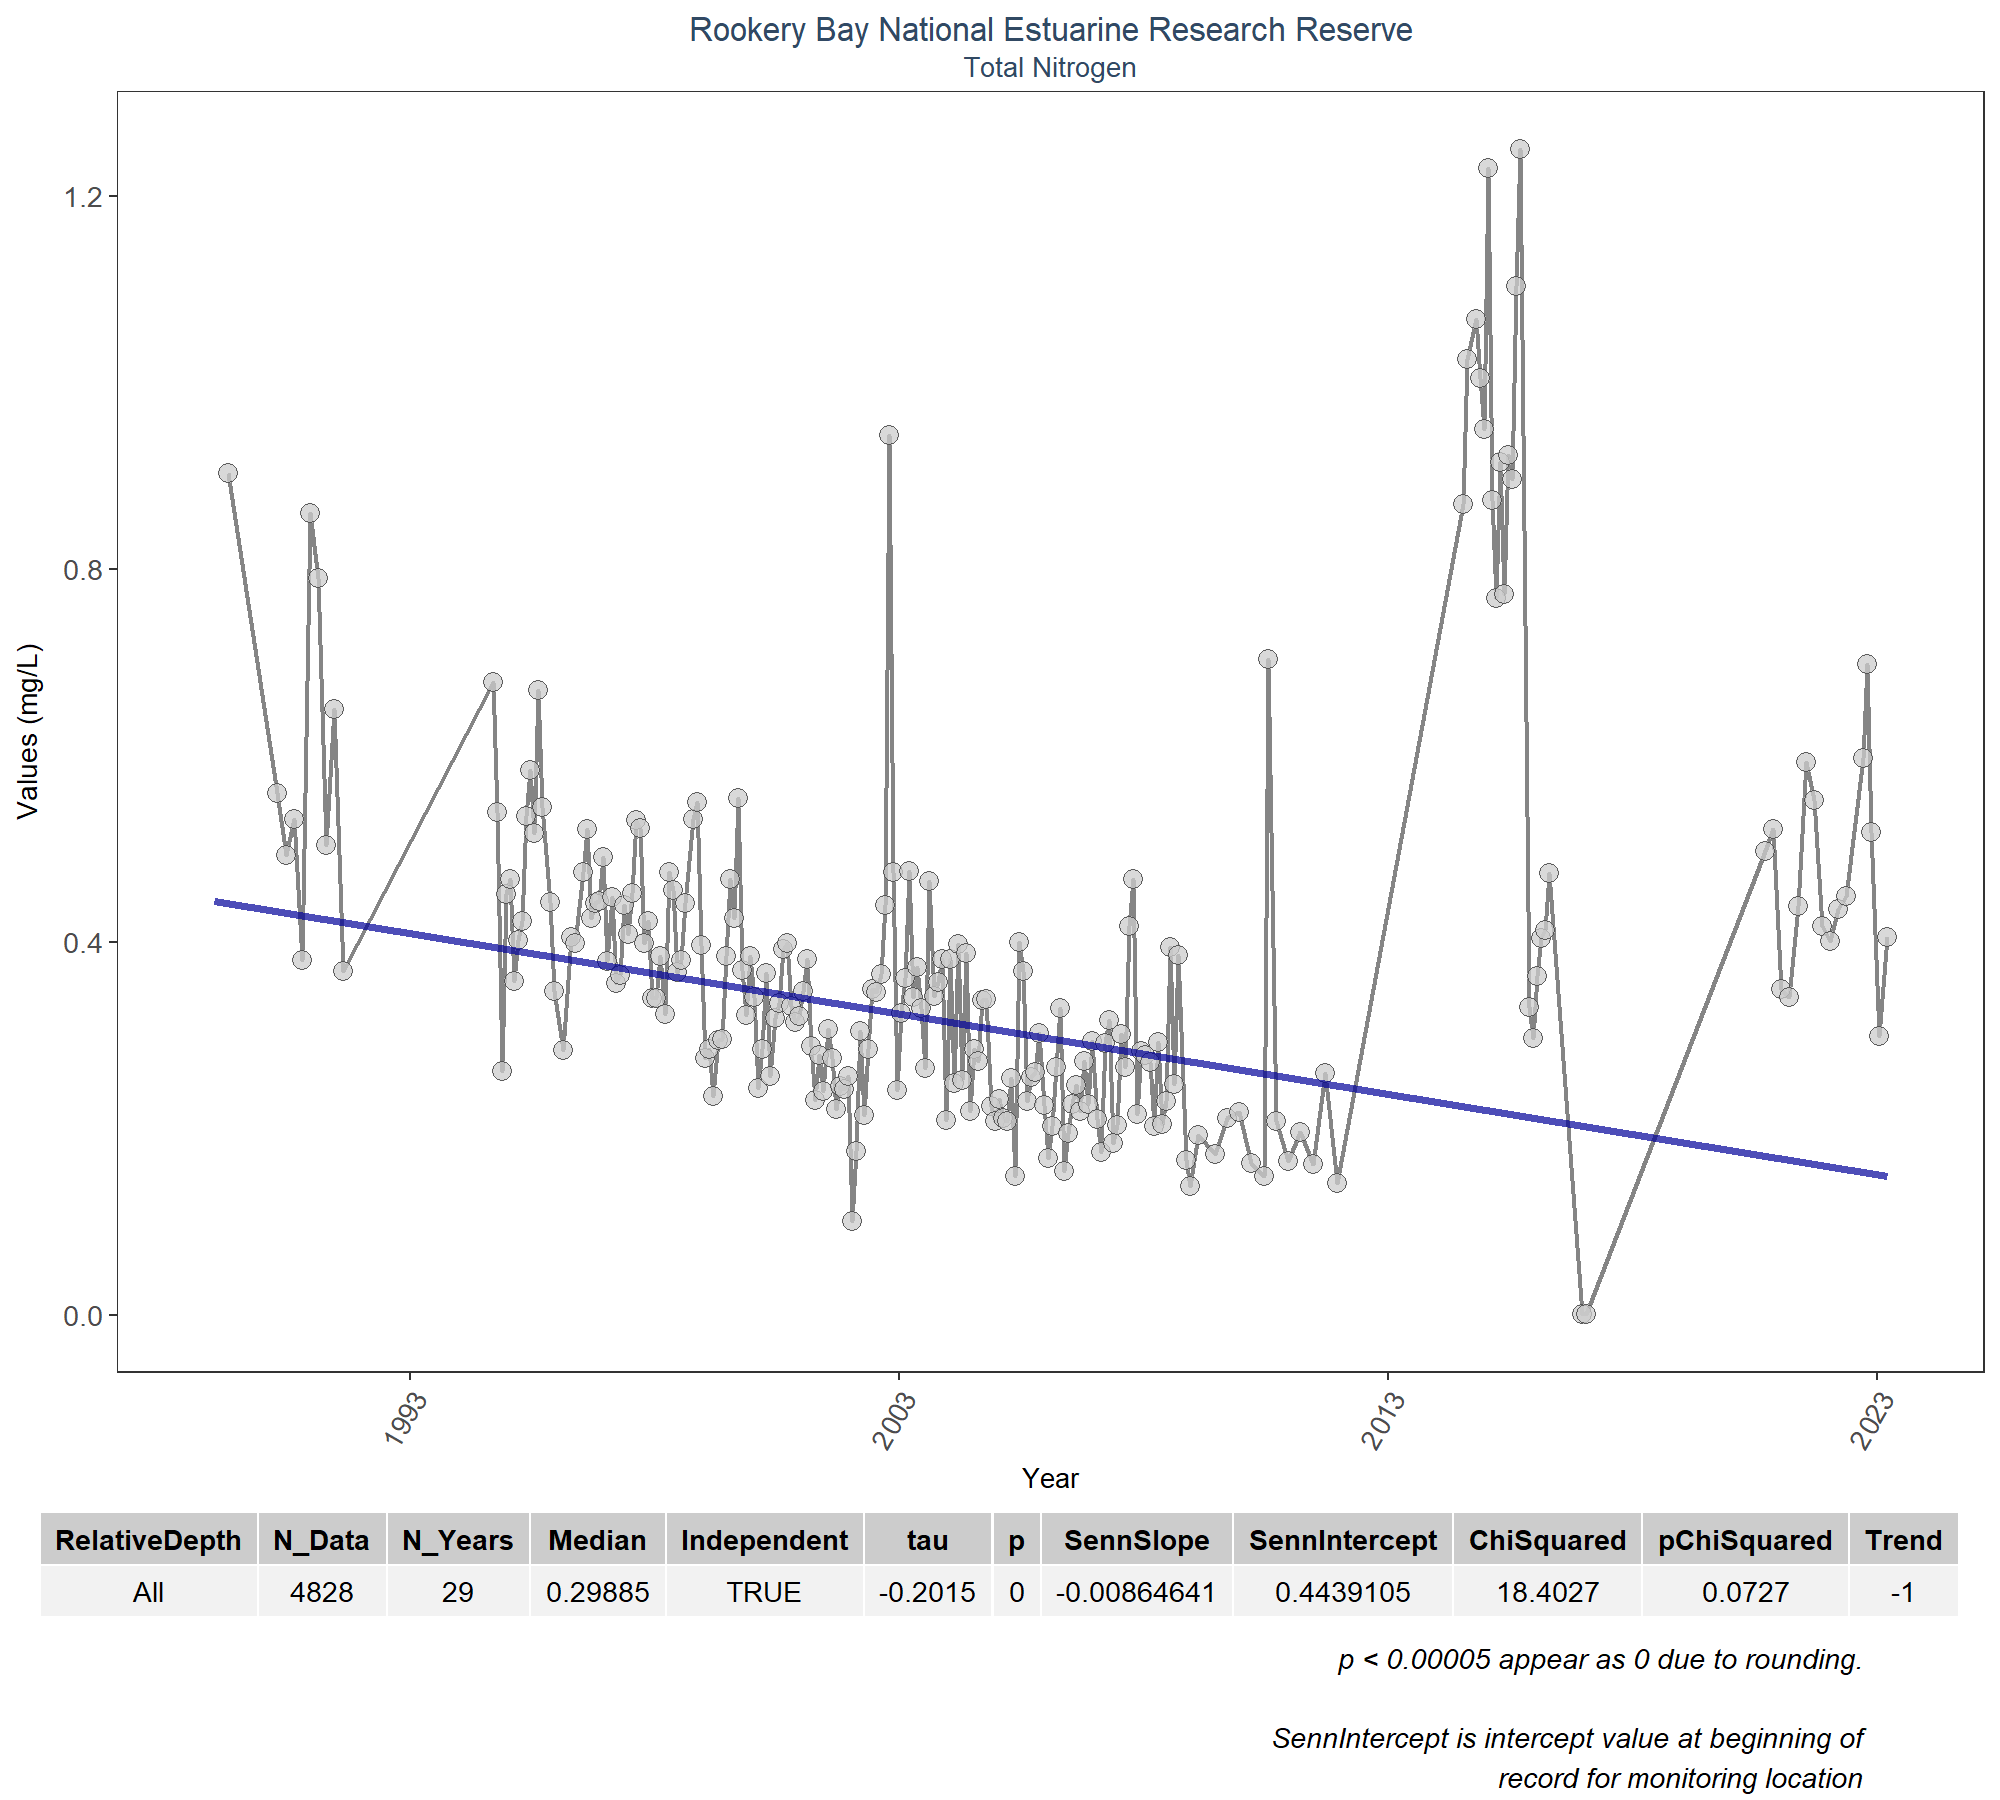 Rookery Bay National Estuarine Research Reserve
Total Nitrogen
Values (mg/L)
1.2
0.8
0.4
0.0
1993 2003 2013 2023
Year
RelativeDepth N_Data N_Years Median Independent tau p SennSlope SennIntercept ChiSquared pChiSquared Trend
All 4828 29 0.29885 TRUE -0.2015 0 -0.00864641 0.4439105 18.4027 0.0727 -1
p < 0.00005 appear as 0 due to rounding.
SennIntercept is intercept value at beginning of
record for monitoring location